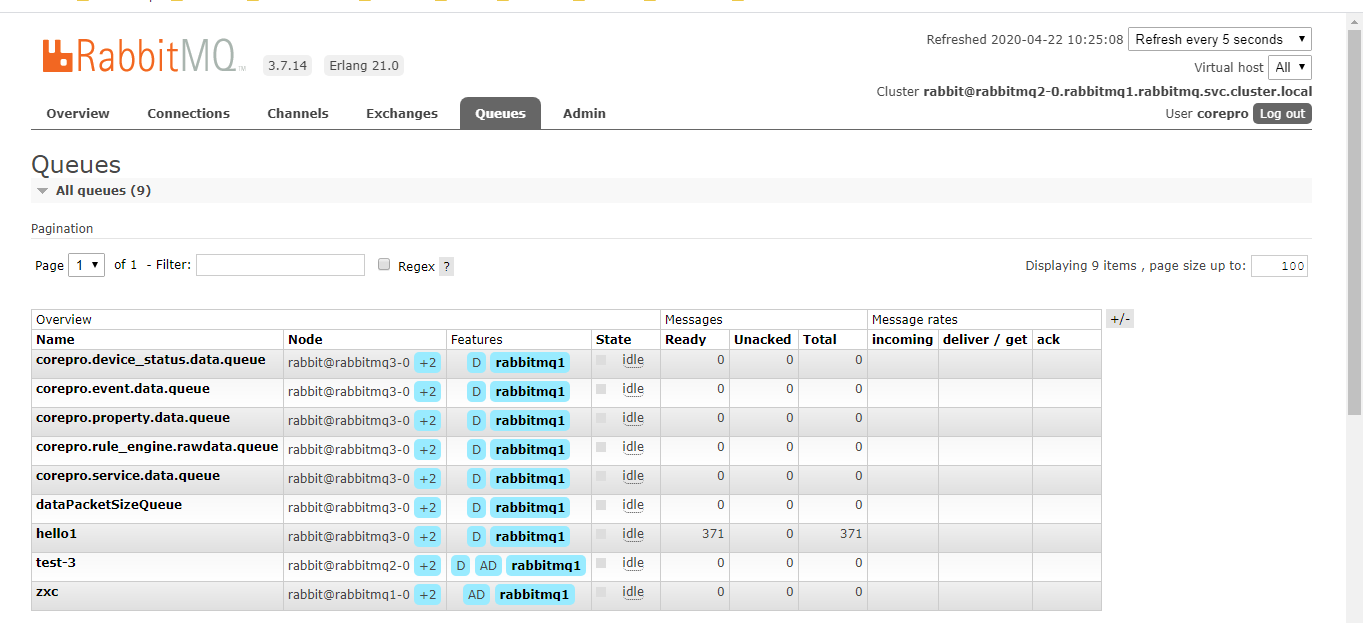 RabbitMQ TM 3.7.14 Erlang 21.0
Refreshed 2020-04-22 10:25:08 Refresh every 5 seconds
Virtual host All
Cluster rabbit@rabbitmq2-0.rabbitmq1.rabbitmq.svc.cluster.local
User corepro Log out
Overview Connections Channels Exchanges Queues Admin
Queues
All queues (9)
Pagination
Page 1 of 1 - Filter: Regex ? Displaying 9 items , page size up to: 100
Overview Messages Message rates +/-
Name Node Features State Ready Unacked Total incoming deliver / get ack
corepro.device_status.data.queue rabbit@rabbitmq3-0 +2 D rabbitmq1 idle 0 0 0
corepro.event.data.queue rabbit@rabbitmq3-0 +2 D rabbitmq1 idle 0 0 0
corepro.property.data.queue rabbit@rabbitmq3-0 +2 D rabbitmq1 idle 0 0 0
corepro.rule_engine.rawdata.queue rabbit@rabbitmq3-0 +2 D rabbitmq1 idle 0 0 0
corepro.service.data.queue rabbit@rabbitmq3-0 +2 D rabbitmq1 idle 0 0 0
dataPacketSizeQueue rabbit@rabbitmq3-0 +2 D rabbitmq1 idle 0 0 0
hello1 rabbit@rabbitmq3-0 +2 D rabbitmq1 idle 371 0 371
test-3 rabbit@rabbitmq2-0 +2 D AD rabbitmq1 idle 0 0 0
zxc rabbit@rabbitmq1-0 +2 AD rabbitmq1 idle 0 0 0